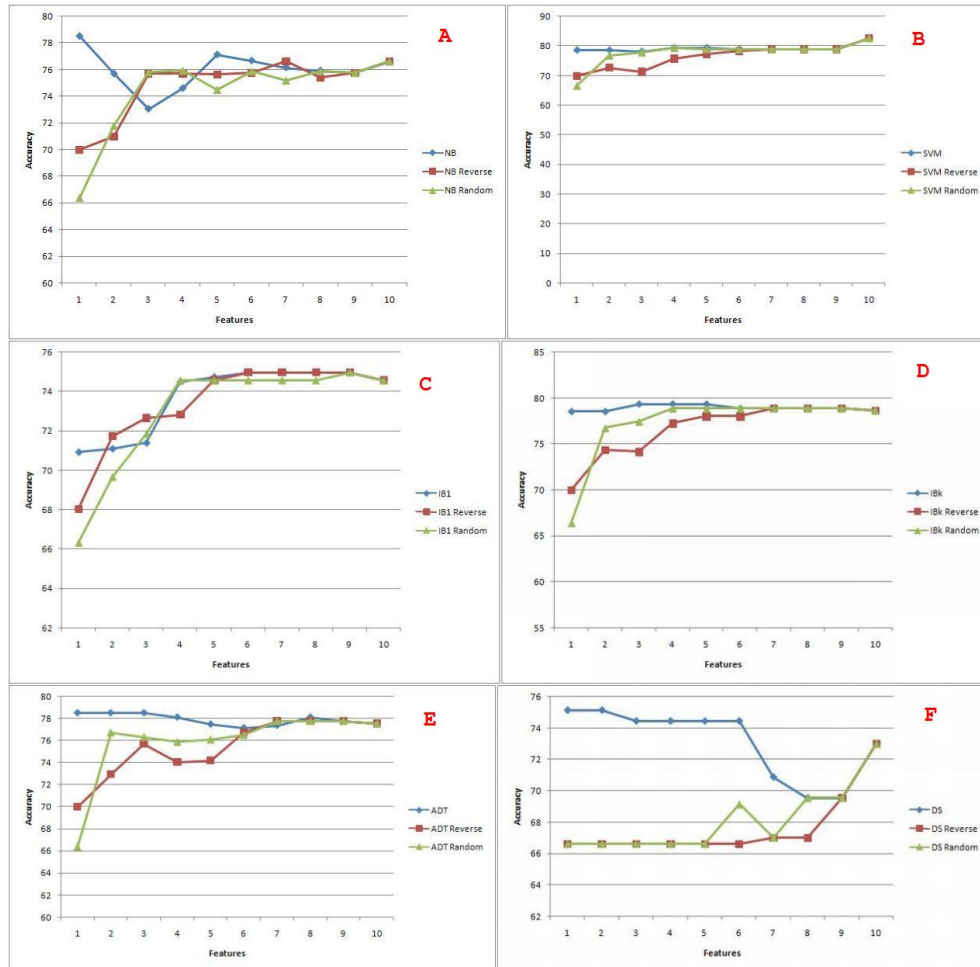 A
80
78
76
74
72
70
68
66
64
62
60
Accuracy
1 2 3 4 5 6 7 8 9 10
Features
NB
NB Reverse
NB Random
B
90
80
70
60
50
40
30
20
10
0
Accuracy
1 2 3 4 5 6 7 8 9 10
Features
SVM
SVM Reverse
SVM Random
C
76
74
72
70
68
66
64
62
Accuracy
1 2 3 4 5 6 7 8 9 10
Features
IB1
IB1 Reverse
IB1 Random
D
85
80
75
70
65
60
55
Accuracy
1 2 3 4 5 6 7 8 9 10
Features
IBk
IBk Reverse
IBk Random
E
80
78
76
74
72
70
68
66
64
62
60
Accuracy
1 2 3 4 5 6 7 8 9 10
Features
ADT
ADT Reverse
ADT Random
F
76
74
72
70
68
66
64
62
Accuracy
1 2 3 4 5 6 7 8 9 10
Features
DS
DS Reverse
DS Random